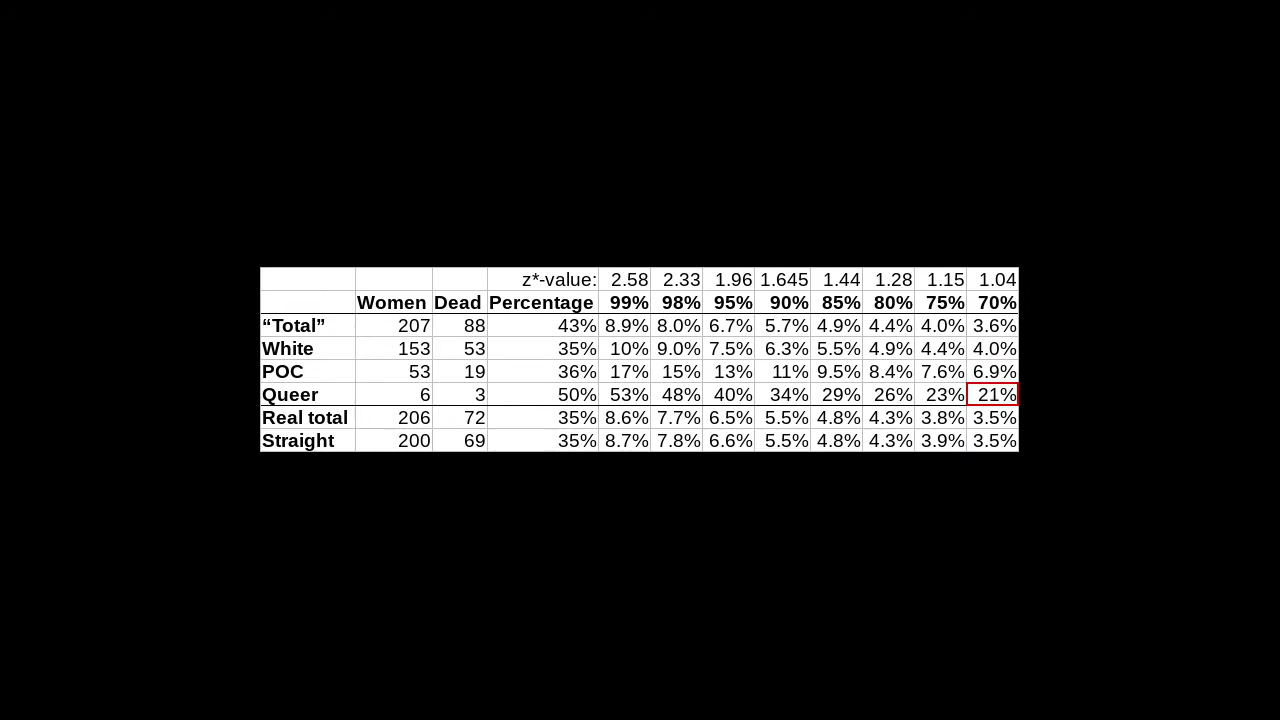 z*-value: 2.58 2.33 1.96 1.645 1.44 1.28 1.15 1.04
Women Dead Percentage 99% 98% 95% 90% 85% 80% 75% 70%
“Total” 207 88 43% 8.9% 8.0% 6.7% 5.7% 4.9% 4.4% 4.0% 3.6%
White 153 53 35% 10% 9.0% 7.5% 6.3% 5.5% 4.9% 4.4% 4.0%
POC 53 19 36% 17% 15% 13% 11% 9.5% 8.4% 7.6% 6.9%
Queer 6 3 50% 53% 48% 40% 34% 29% 26% 23% 21%
Real total 206 72 35% 8.6% 7.7% 6.5% 5.5% 4.8% 4.3% 3.8% 3.5%
Straight 200 69 35% 8.7% 7.8% 6.6% 5.5% 4.8% 4.3% 3.9% 3.5%